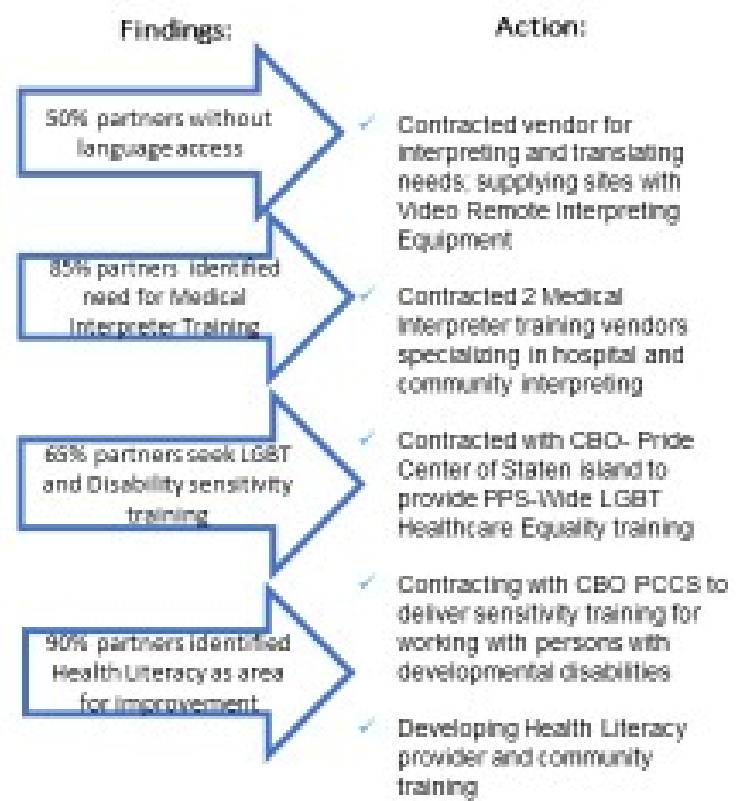 Findings:
50% partners without
language access
85% partners identified
need for Medical
Interpreter Training
65% partners seek LGBT
and Disability sensitivity
training
90% partners identified
Health Literacy as area
for improvement
Action:
✓ Contracted vendor for
interpreting and translating
needs; supplying sites with
Video Remote Interpreting
Equipment
✓ Contracted 2 Medical
Interpreter training vendors
specializing in hospital and
community interpreting
✓ Contracted with CBO- Pride
Center of Staten Island to
provide PPS-Wide LGBT
Healthcare Equality training
✓ Contracting with CBO PCCS to
deliver sensitivity training for
working with persons with
developmental disabilities
✓ Developing Health Literacy
provider and community
training